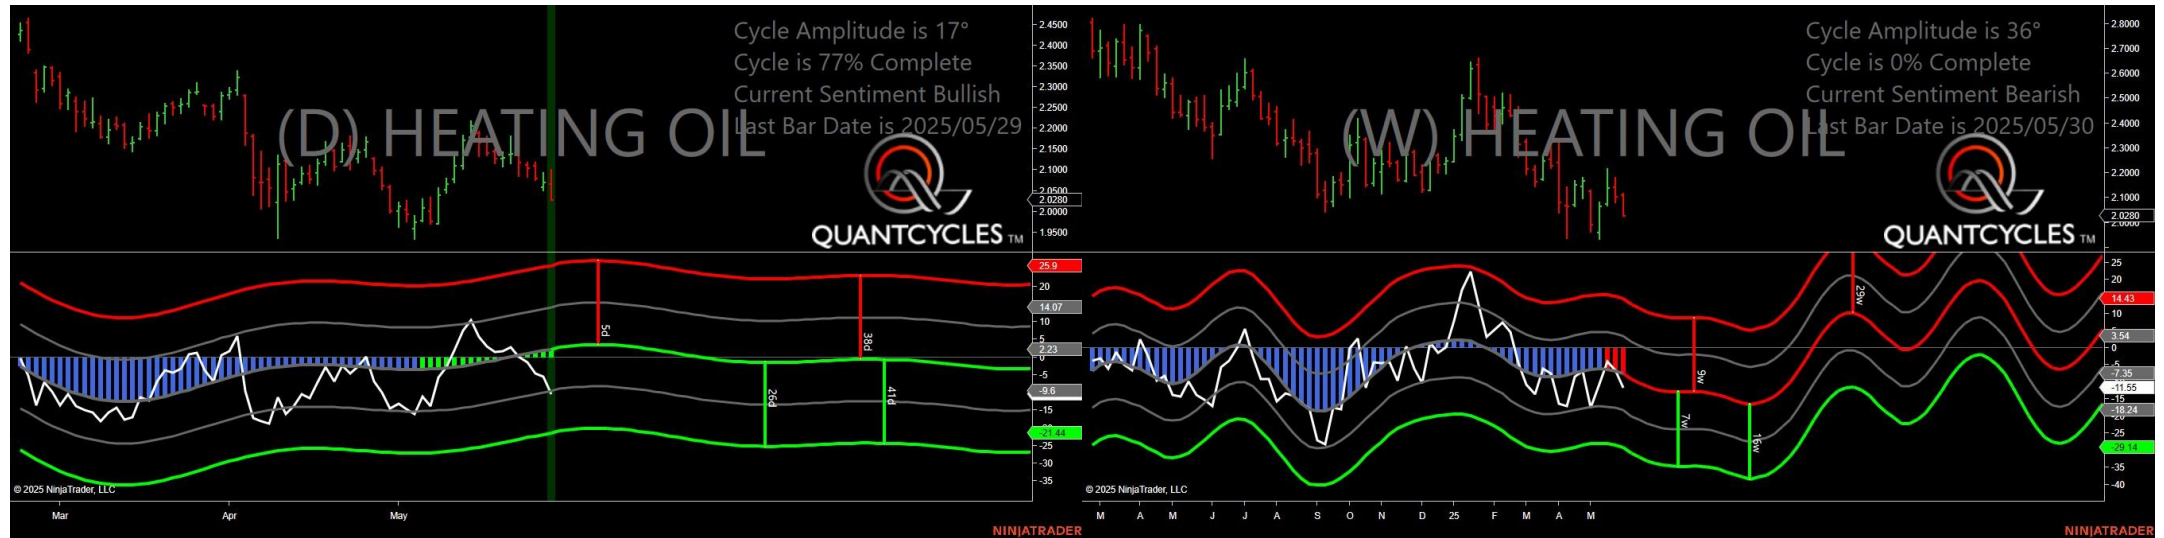 Cycle Amplitude is 17°
Cycle is 77% Complete
Current Sentiment Bullish
Last Bar Date is 2025/05/29
(D) HEATING OIL
QUANTCYCLES TM
2.4500
2.4000
2.3500
2.3000
2.2500
2.2000
2.1500
2.1000
2.0500
2.0280
2.0000
1.9500
25.9
20
14.07
10
5
2.23
0
-5
-9.6
-15
-21.44
-25
-30
-35
5d
38d
26d
41d
© 2025 NinjaTrader, LLC
Mar Apr May
NINJATRADER
Cycle Amplitude is 36°
Cycle is 0% Complete
Current Sentiment Bearish
Last Bar Date is 2025/05/30
(W) HEATING OIL
QUANTCYCLES TM
2.8000
2.7000
2.6000
2.5000
2.4000
2.3000
2.2000
2.1000
2.0280
2.0000
25
20
14.43
10
5
3.54
0
-5
-7.35
-11.55
-15
-18.24
-25
-29.14
-35
-40
29w
9w
7w
16w
© 2025 NinjaTrader, LLC
M A M J J A S O N D 25 F M A M
NINJATRADER